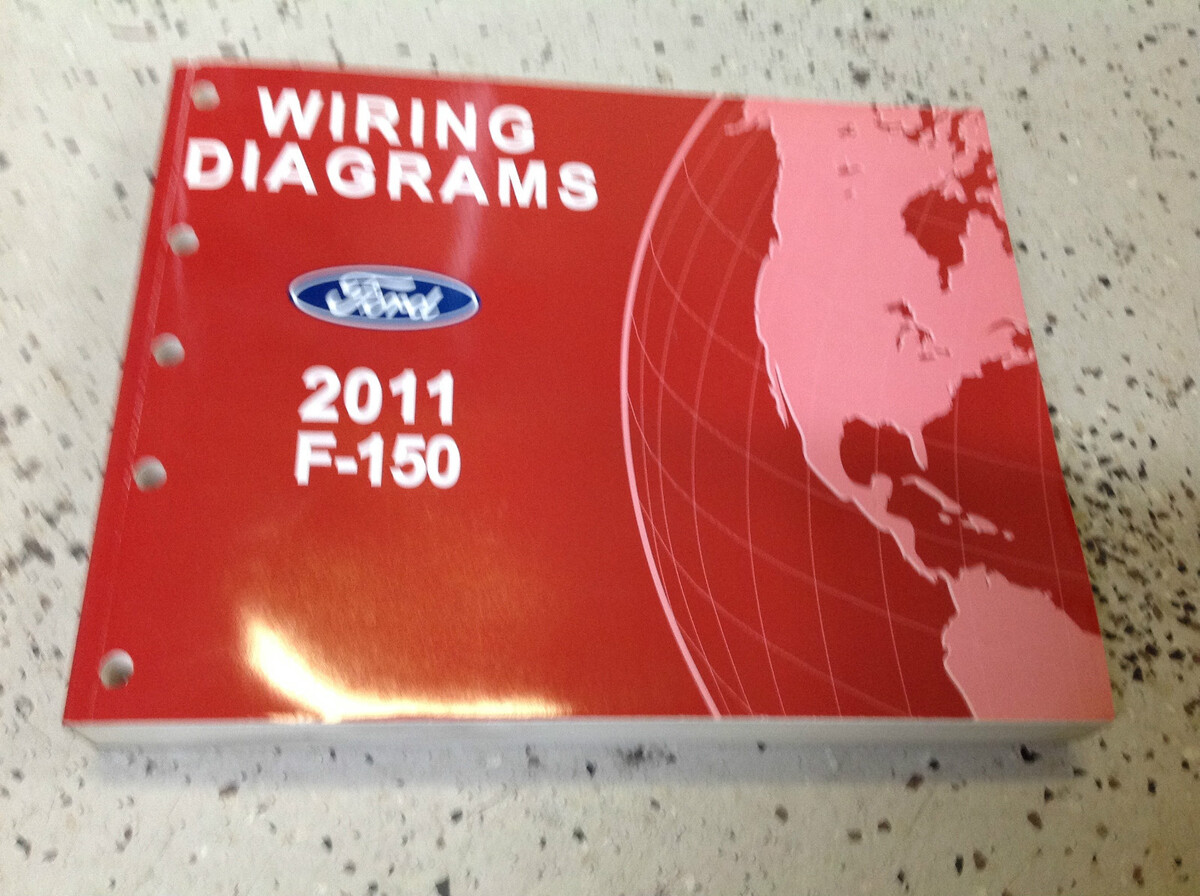 WIRING
DIAGRAMS
Ford
2011
F-150